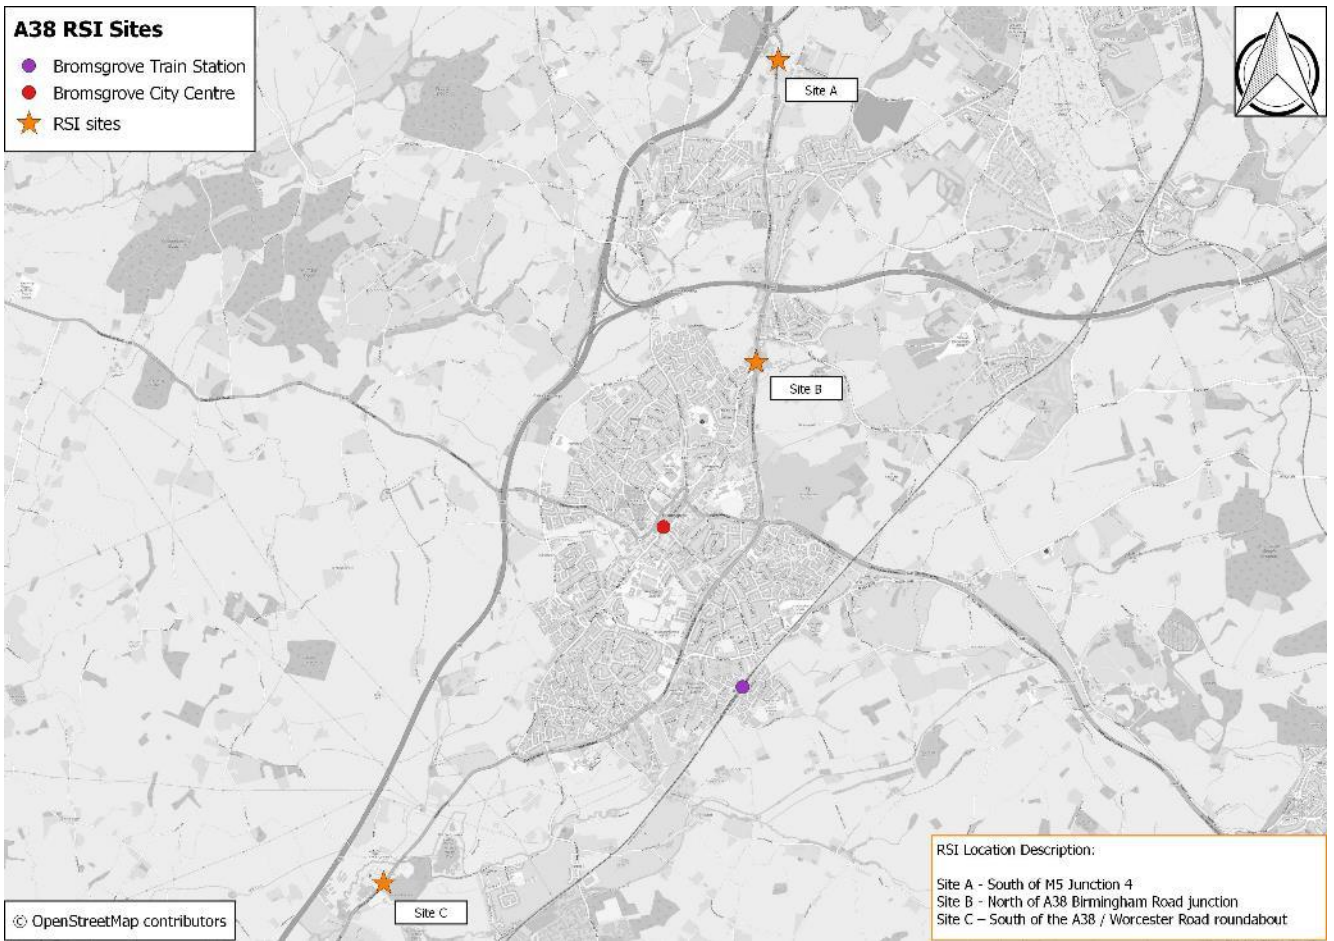 A38 RSI Sites
Bromsgrove Train Station
Bromsgrove City Centre
RSI sites
Site A
Site B
Site C
RSI Location Description:
Site A - South of M5 Junction 4
Site B - North of A38 Birmingham Road junction
Site C – South of the A38 / Worcester Road roundabout
© OpenStreetMap contributors